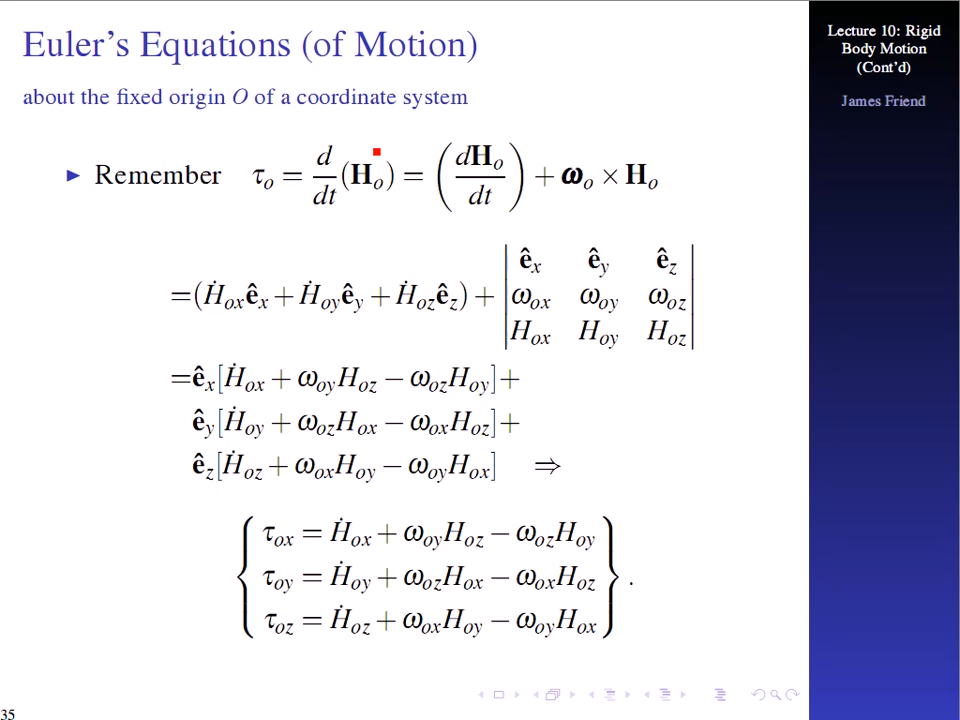 Euler's Equations (of Motion)
about the fixed origin O of a coordinate system
▶ Remember τ_o = d/dt (𝐇_o) = (d𝐇_o/dt) + 𝛚_o × 𝐇_o
=(Ḣ_ox ê_x + Ḣ_oy ê_y + Ḣ_oz ê_z) + | ê_x ê_y ê_z |
| ω_ox ω_oy ω_oz |
| H_ox H_oy H_oz |
=ê_x[Ḣ_ox + ω_oy H_oz − ω_oz H_oy]+
ê_y[Ḣ_oy + ω_oz H_ox − ω_ox H_oz]+
ê_z[Ḣ_oz + ω_ox H_oy − ω_oy H_ox] ⇒
{ τ_ox = Ḣ_ox + ω_oy H_oz − ω_oz H_oy
τ_oy = Ḣ_oy + ω_oz H_ox − ω_ox H_oz
τ_oz = Ḣ_oz + ω_ox H_oy − ω_oy H_ox } .
35
Lecture 10: Rigid
Body Motion
(Cont'd)
James Friend